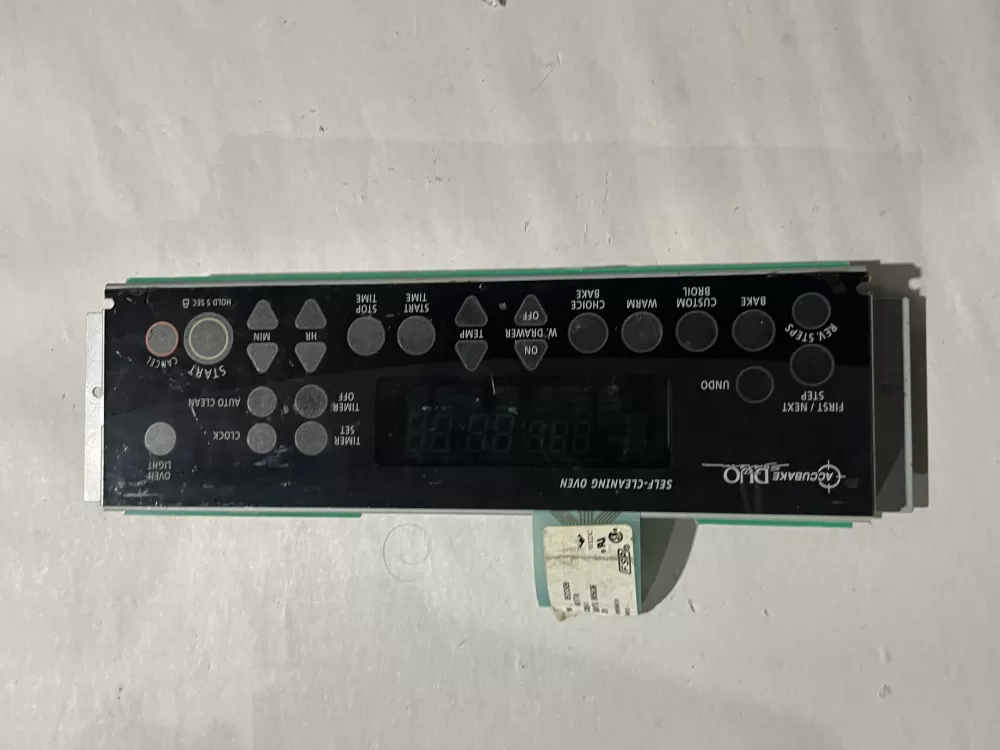 ACCUBAKE DUO
SELF-CLEANING OVEN
FIRST / NEXT
STEP
UNDO
REV. STEPS
BAKE
CUSTOM
BROIL
WARM
CHOICE
BAKE
ON
W. DRAWER
OFF
TEMP
START
TIME
STOP
TIME
TIMER
SET
TIMER
OFF
CLOCK
AUTO CLEAN
HR
MIN
OVEN
LIGHT
START
HOLD 5 SEC
CANCEL
FSP